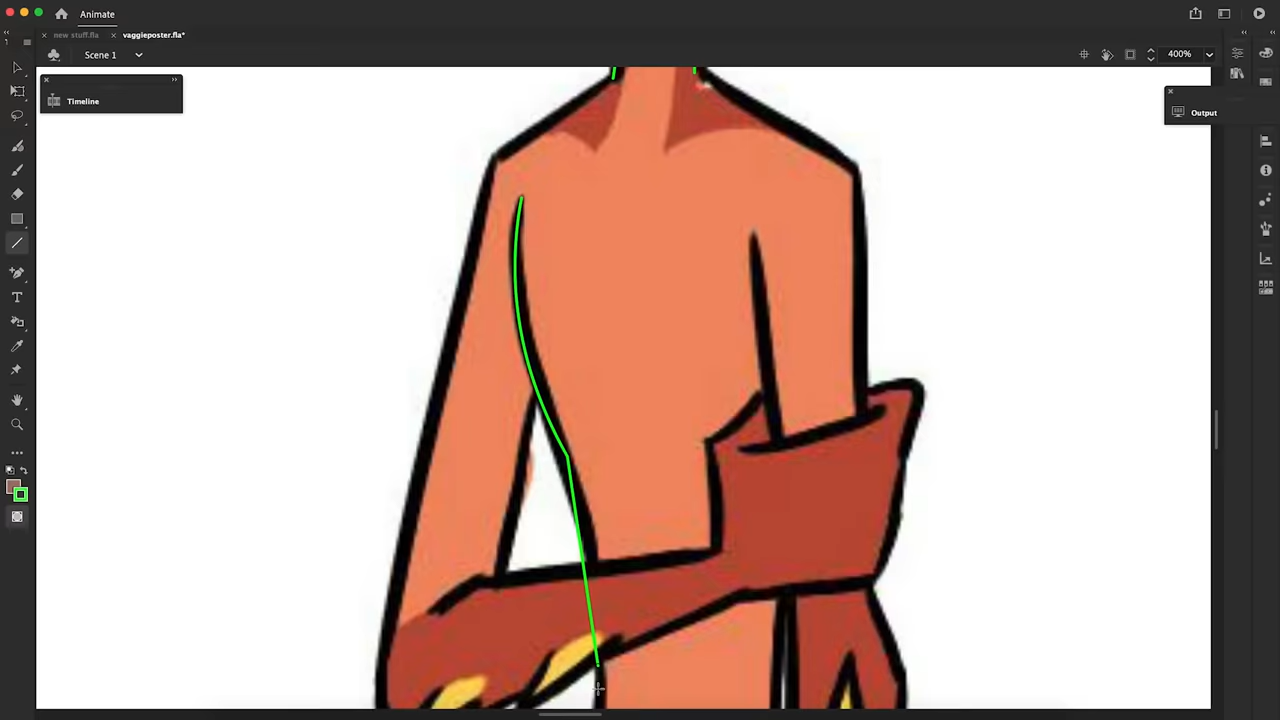 Animate
new stuff.fla
vaggieposter.fla*
Scene 1
400%
Timeline
Output